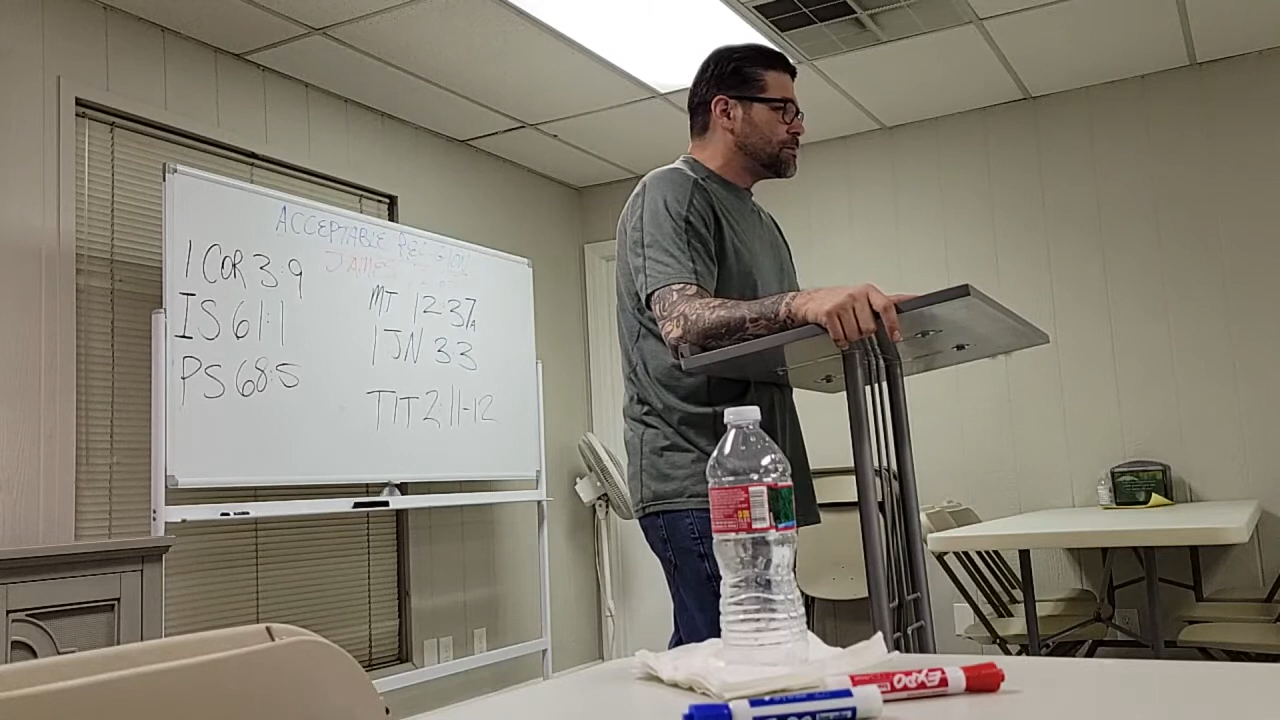 ACCEPTABLE RELIGION
JAMES
1 COR 3:9
IS 61:1
PS 68:5
MT 12:37A
1 JN 3 3
TIT 2:11-12
EXPO